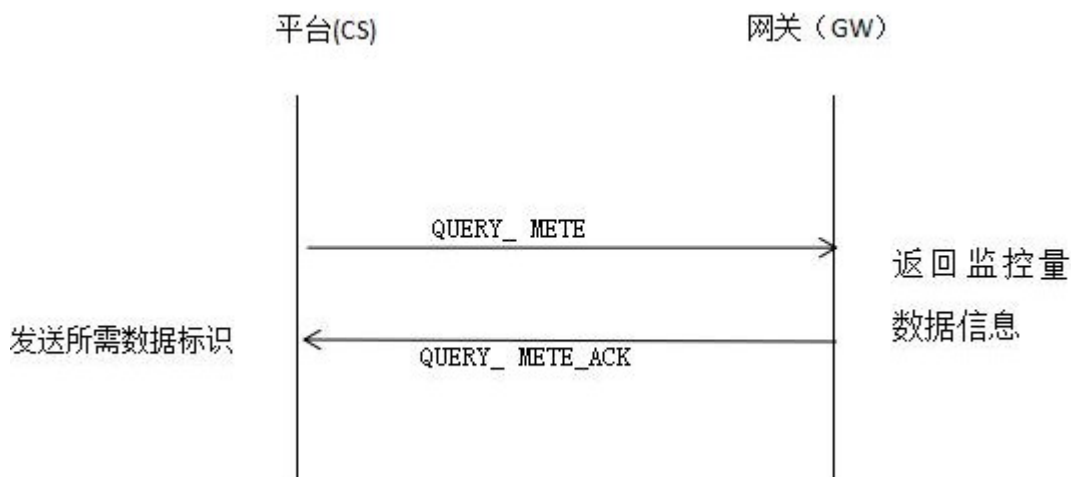 平台(CS)
网关（GW）
QUERY_ METE
返回监控量
数据信息
发送所需数据标识
QUERY_ METE_ACK